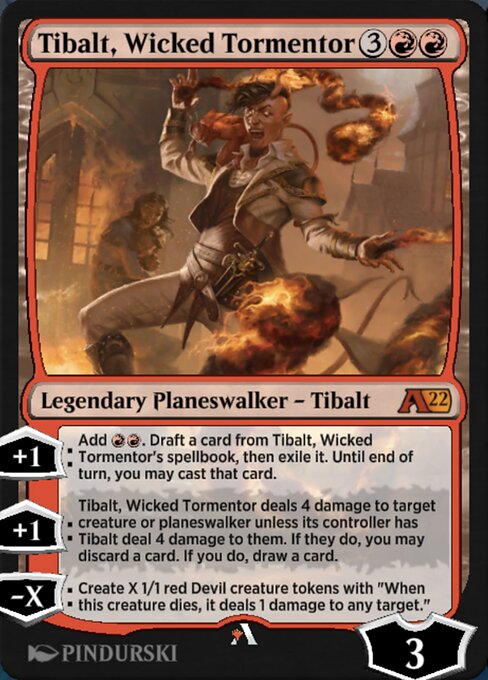 Tibalt, Wicked Tormentor 3
Legendary Planeswalker – Tibalt A22
+1
Add . Draft a card from Tibalt, Wicked
Tormentor's spellbook, then exile it. Until end
of turn, you may cast that card.
+1
Tibalt, Wicked Tormentor deals 4 damage to target
creature or planeswalker unless its controller has
Tibalt deal 4 damage to them. If they do, you may
discard a card. If you do, draw a card.
-X
Create X 1/1 red Devil creature tokens with "When
this creature dies, it deals 1 damage to any target."
PINDURSKI
3